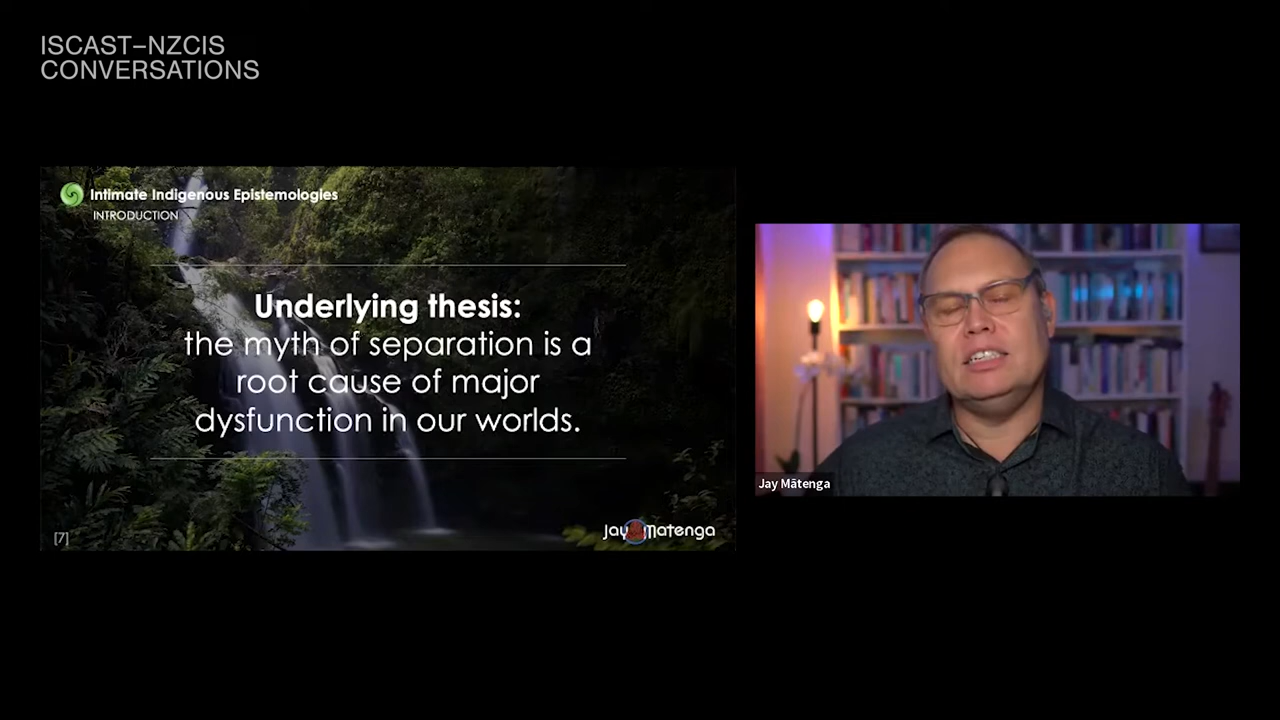 ISCAST–NZCIS
CONVERSATIONS
Intimate Indigenous Epistemologies
INTRODUCTION
Underlying thesis:
the myth of separation is a
root cause of major
dysfunction in our worlds.
[7]
Jay Matenga
Jay Mātenga